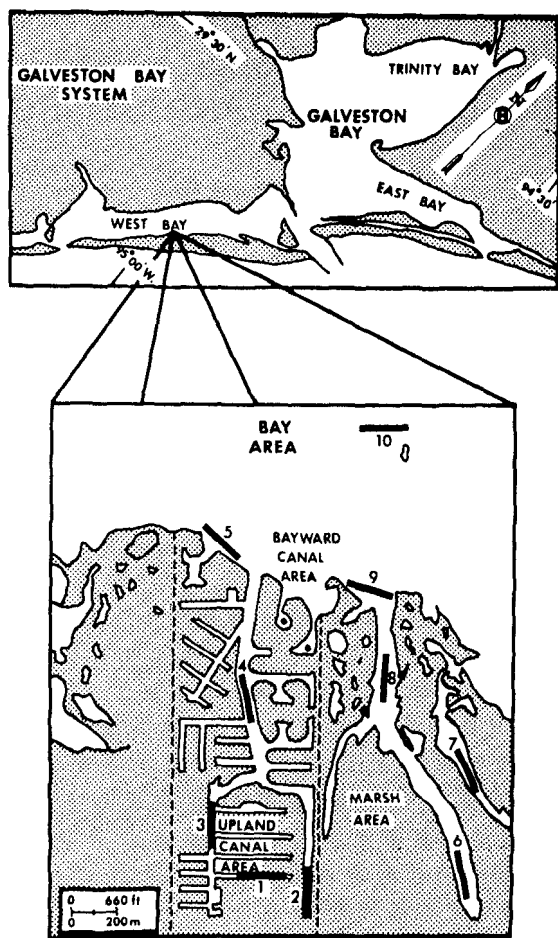 29°30'N
GALVESTON BAY
SYSTEM
TRINITY BAY
GALVESTON
BAY
N
EAST BAY
94°30'
WEST BAY
95°00'W.
BAY
AREA
10
5
BAYWARD
CANAL
AREA
9
4
8
7
3
UPLAND
CANAL
AREA
MARSH
AREA
6
1
2
0 660 ft
0 200 m